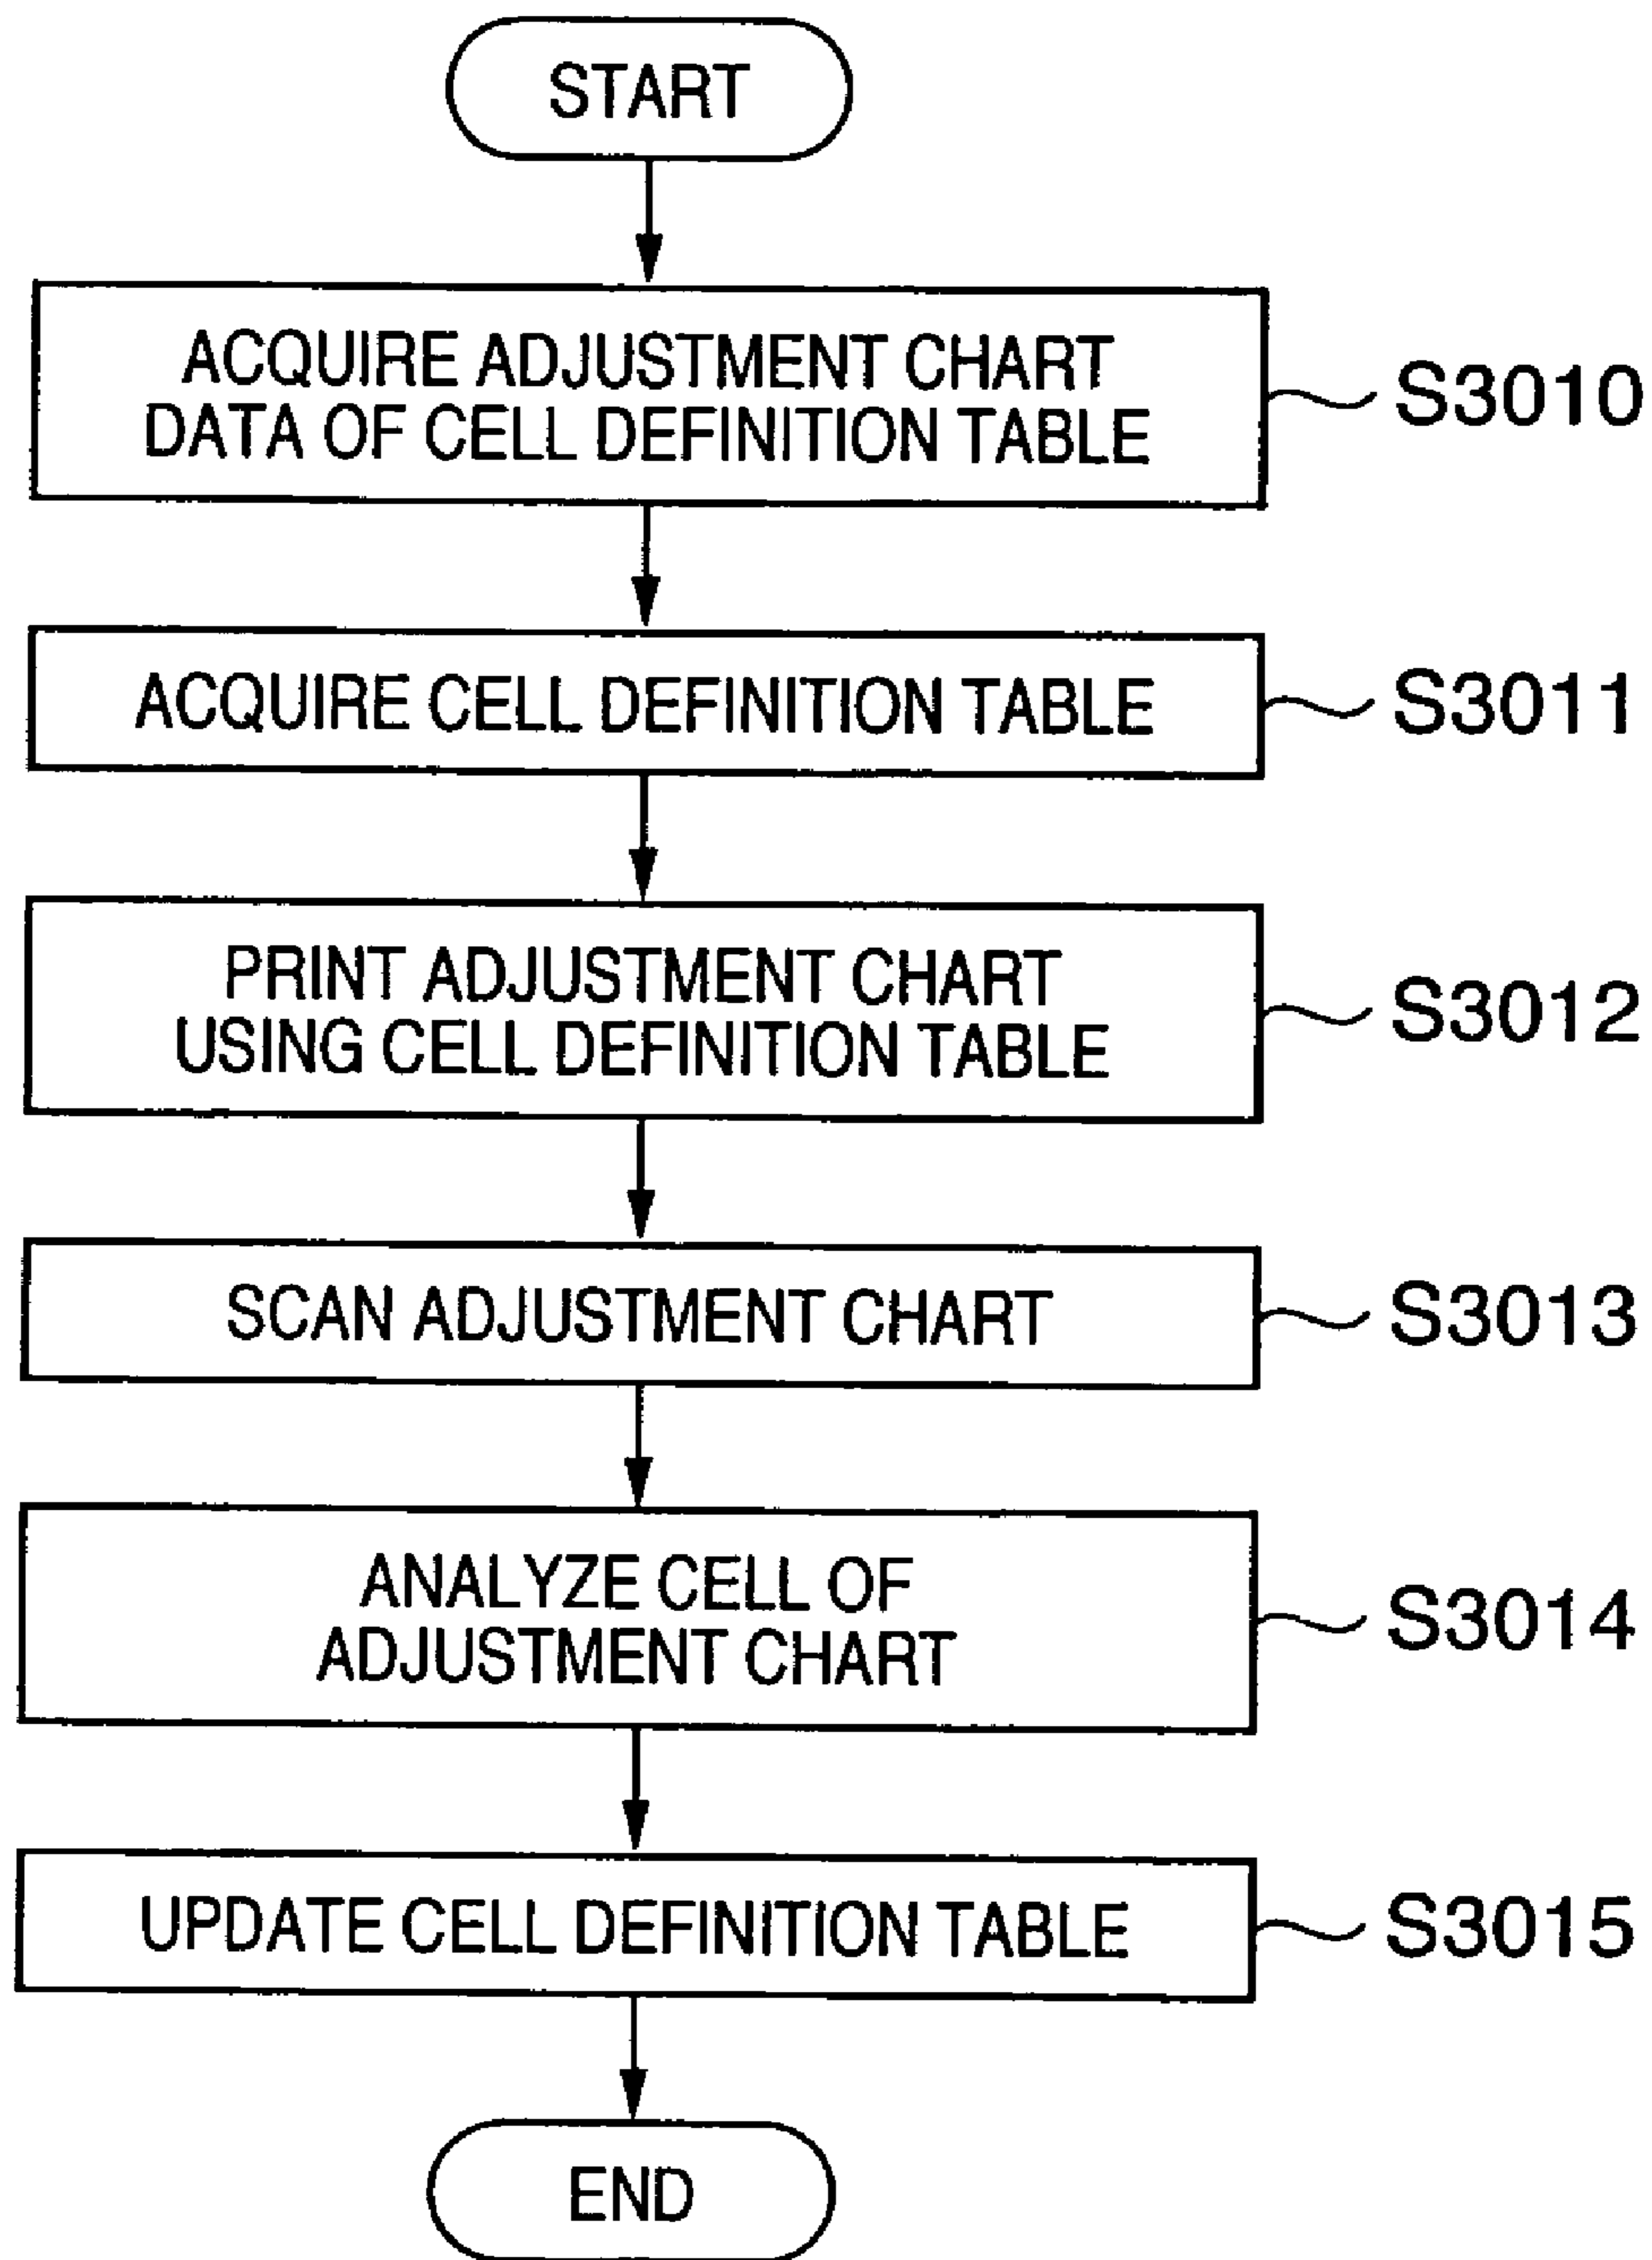 START
ACQUIRE ADJUSTMENT CHART
DATA OF CELL DEFINITION TABLE
S3010
ACQUIRE CELL DEFINITION TABLE
S3011
PRINT ADJUSTMENT CHART
USING CELL DEFINITION TABLE
S3012
SCAN ADJUSTMENT CHART
S3013
ANALYZE CELL OF
ADJUSTMENT CHART
S3014
UPDATE CELL DEFINITION TABLE
S3015
END